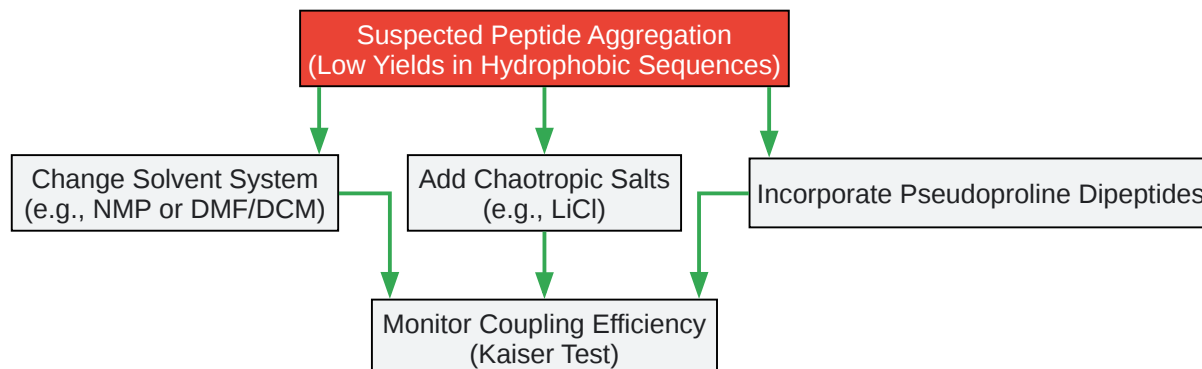 Suspected Peptide Aggregation
(Low Yields in Hydrophobic Sequences)
Change Solvent System
(e.g., NMP or DMF/DCM)
Add Chaotropic Salts
(e.g., LiCl)
Incorporate Pseudoproline Dipeptides
Monitor Coupling Efficiency
(Kaiser Test)